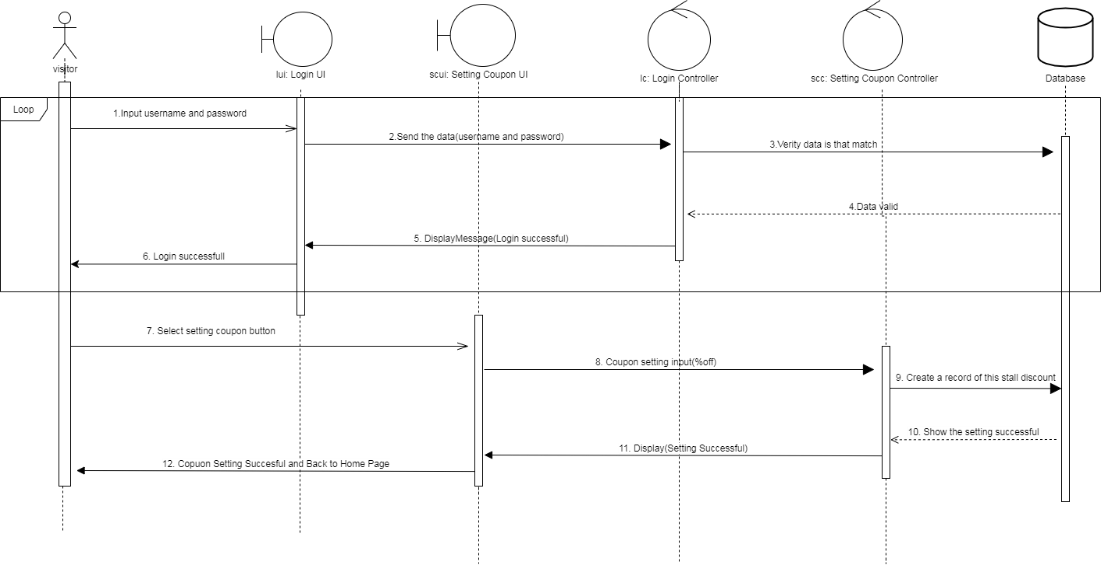 visitor
lui: Login UI
scui: Setting Coupon UI
lc: Login Controller
scc: Setting Coupon Controller
Database
Loop
1.Input username and password
2.Send the data(username and password)
3.Verity data is that match
4.Data valid
5. DisplayMessage(Login successful)
6. Login successfull
7. Select setting coupon button
8. Coupon setting input(%off)
9. Create a record of this stall discount
10. Show the setting successful
11. Display(Setting Successful)
12. Copuon Setting Succesful and Back to Home Page